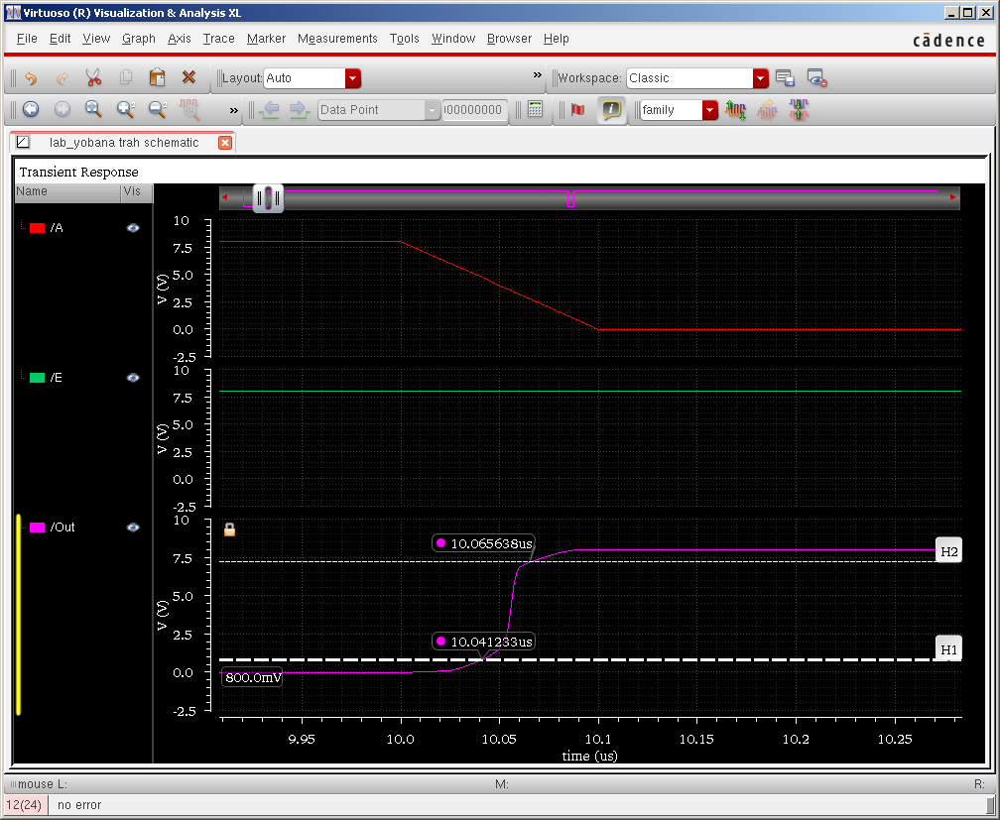 Virtuoso (R) Visualization & Analysis XL
File Edit View Graph Axis Trace Marker Measurements Tools Window Browser Help
cādence
Layout: Auto » Workspace: Classic
» Data Point 00000000 family
lab_yobana trah schematic
Transient Response
Name Vis
/A
V (V)
10
7.5
5.0
2.5
0.0
-2.5
/E
V (V)
10
7.5
5.0
2.5
0.0
-2.5
/Out
V (V)
10
7.5
5.0
2.5
0.0
-2.5
10.065638us
H2
10.041233us
H1
800.0mV
9.95 10.0 10.05 10.1 10.15 10.2 10.25
time (us)
mouse L: M: R:
12(24) no error